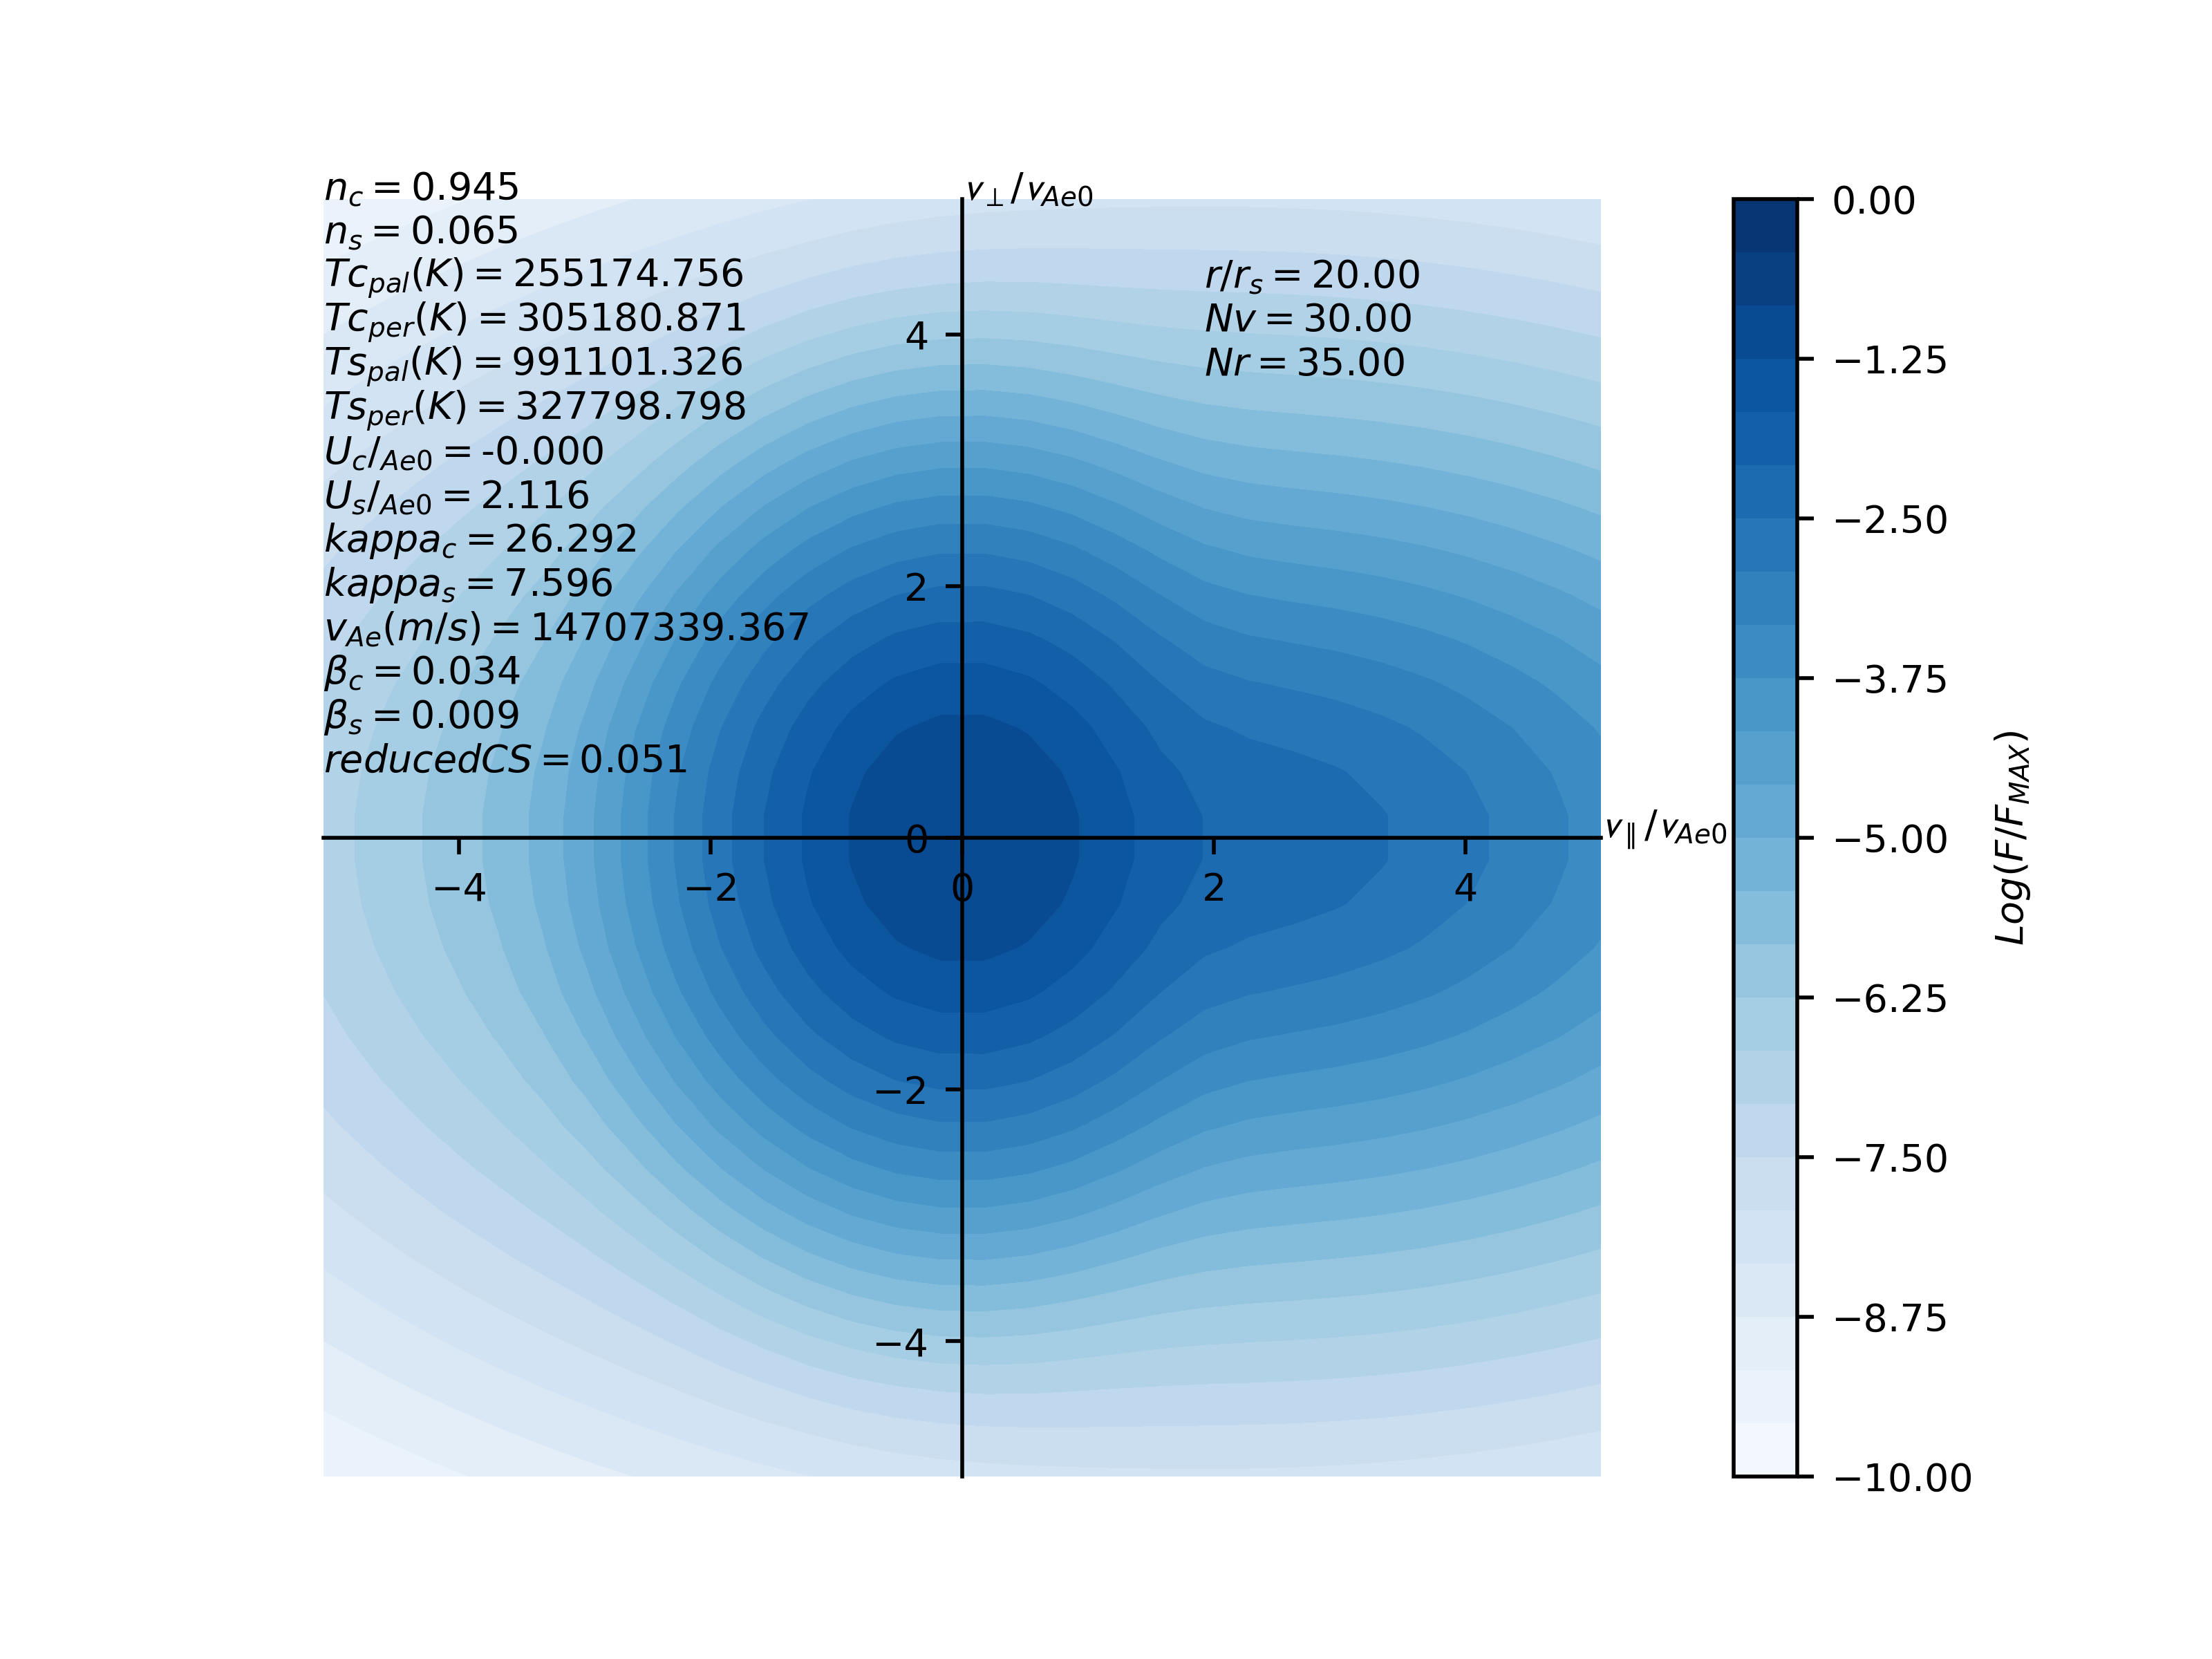 n_c = 0.945
n_s = 0.065
Tc_pal(K) = 255174.756
Tc_per(K) = 305180.871
Ts_pal(K) = 991101.326
Ts_per(K) = 327798.798
U_c/_Ae0 = -0.000
U_s/_Ae0 = 2.116
kappa_c = 26.292
kappa_s = 7.596
v_Ae(m/s) = 14707339.367
β_c = 0.034
β_s = 0.009
reducedCS = 0.051
v_⊥/v_Ae0
r/r_s = 20.00
Nv = 30.00
Nr = 35.00
4
2
0
−2
−4
−4
−2
0
2
4
v_∥/v_Ae0
0.00
−1.25
−2.50
−3.75
−5.00
−6.25
−7.50
−8.75
−10.00
Log(F/F_MAX)